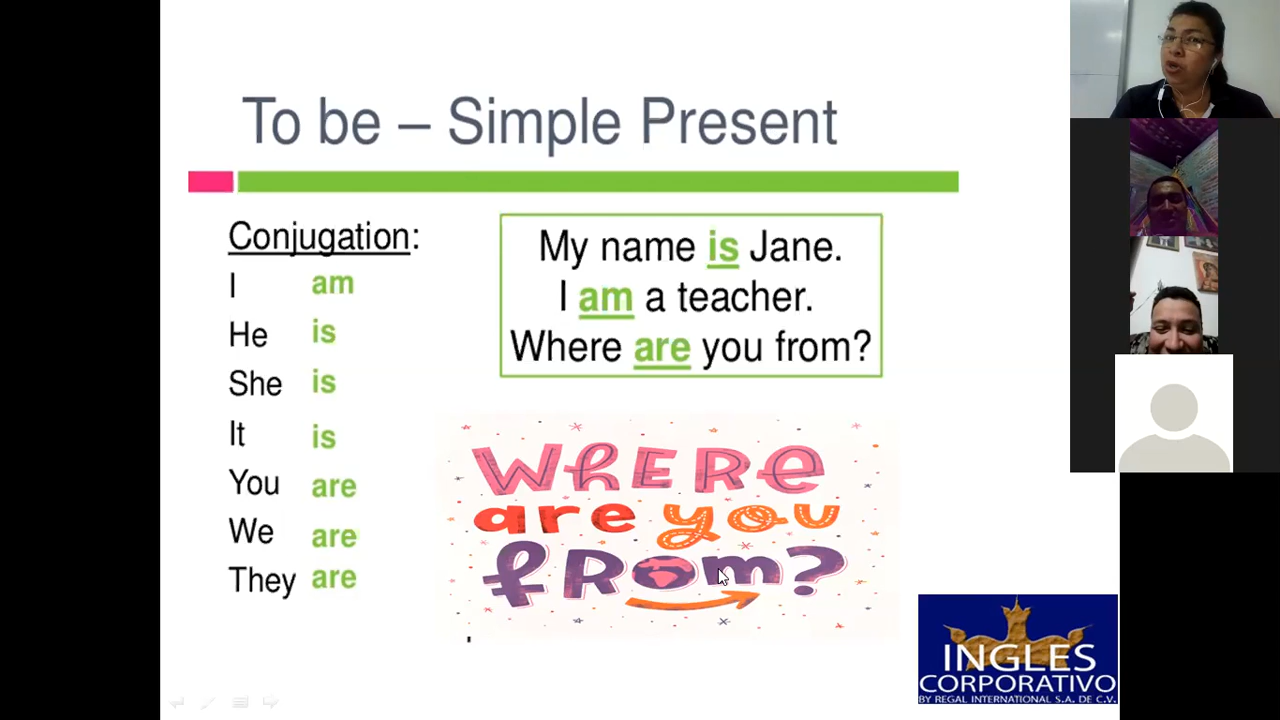 To be – Simple Present
Conjugation:
I am
He is
She is
It is
You are
We are
They are
My name is Jane.
I am a teacher.
Where are you from?
WHERE
are you
FROM?
INGLES
CORPORATIVO
BY REGAL INTERNATIONAL S.A. DE C.V.